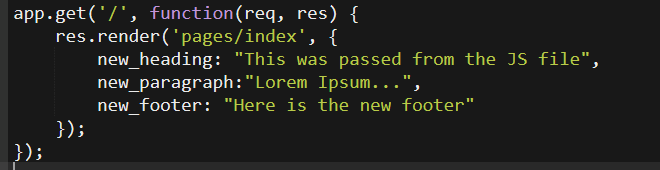 app.get('/', function(req, res) {
    res.render('pages/index', {
        new_heading: "This was passed from the JS file",
        new_paragraph:"Lorem Ipsum...",
        new_footer: "Here is the new footer"
    });
});